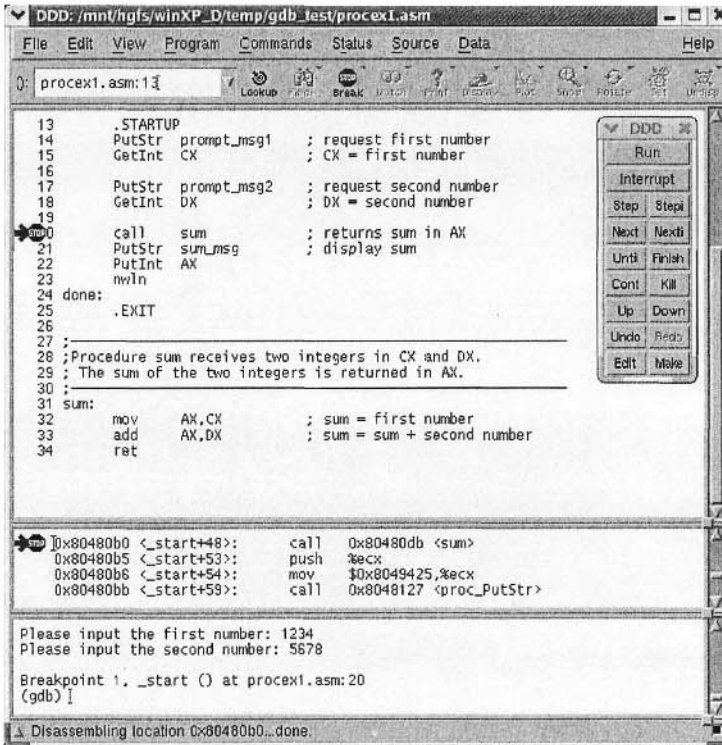 DDD: /mnt/hgfs/winXP_D/temp/gdb_test/procex1.asm
File Edit View Program Commands Status Source Data Help
(): procex1.asm:13
Lookup Break Watch Print Display Plot Rotate Set Undisp
13 .STARTUP
14 PutStr prompt_msg1 ; request first number
15 GetInt CX ; CX = first number
16
17 PutStr prompt_msg2 ; request second number
18 GetInt DX ; DX = second number
19
STOP 0 call sum ; returns sum in AX
21 PutStr sum_msg ; display sum
22 PutInt AX
23 nwln
24 done:
25 .EXIT
26
27 ;
28 ;Procedure sum receives two integers in CX and DX.
29 ; The sum of the two integers is returned in AX.
30 ;
31 sum:
32 mov AX,CX ; sum = first number
33 add AX,DX ; sum = sum + second number
34 ret
DDD
Run
Interrupt
Step Stepi
Next Nexti
Until Finish
Cont Kill
Up Down
Undo Redo
Edit Make
STOP 0x80480b0 <_start+48>: call 0x80480db <sum>
0x80480b5 <_start+53>: push %ecx
0x80480b6 <_start+54>: mov $0x8049425,%ecx
0x80480bb <_start+59>: call 0x8048127 <proc_PutStr>
Please input the first number: 1234
Please input the second number: 5678
Breakpoint 1, _start () at procex1.asm:20
(gdb)
Disassembling location 0x80480b0...done.